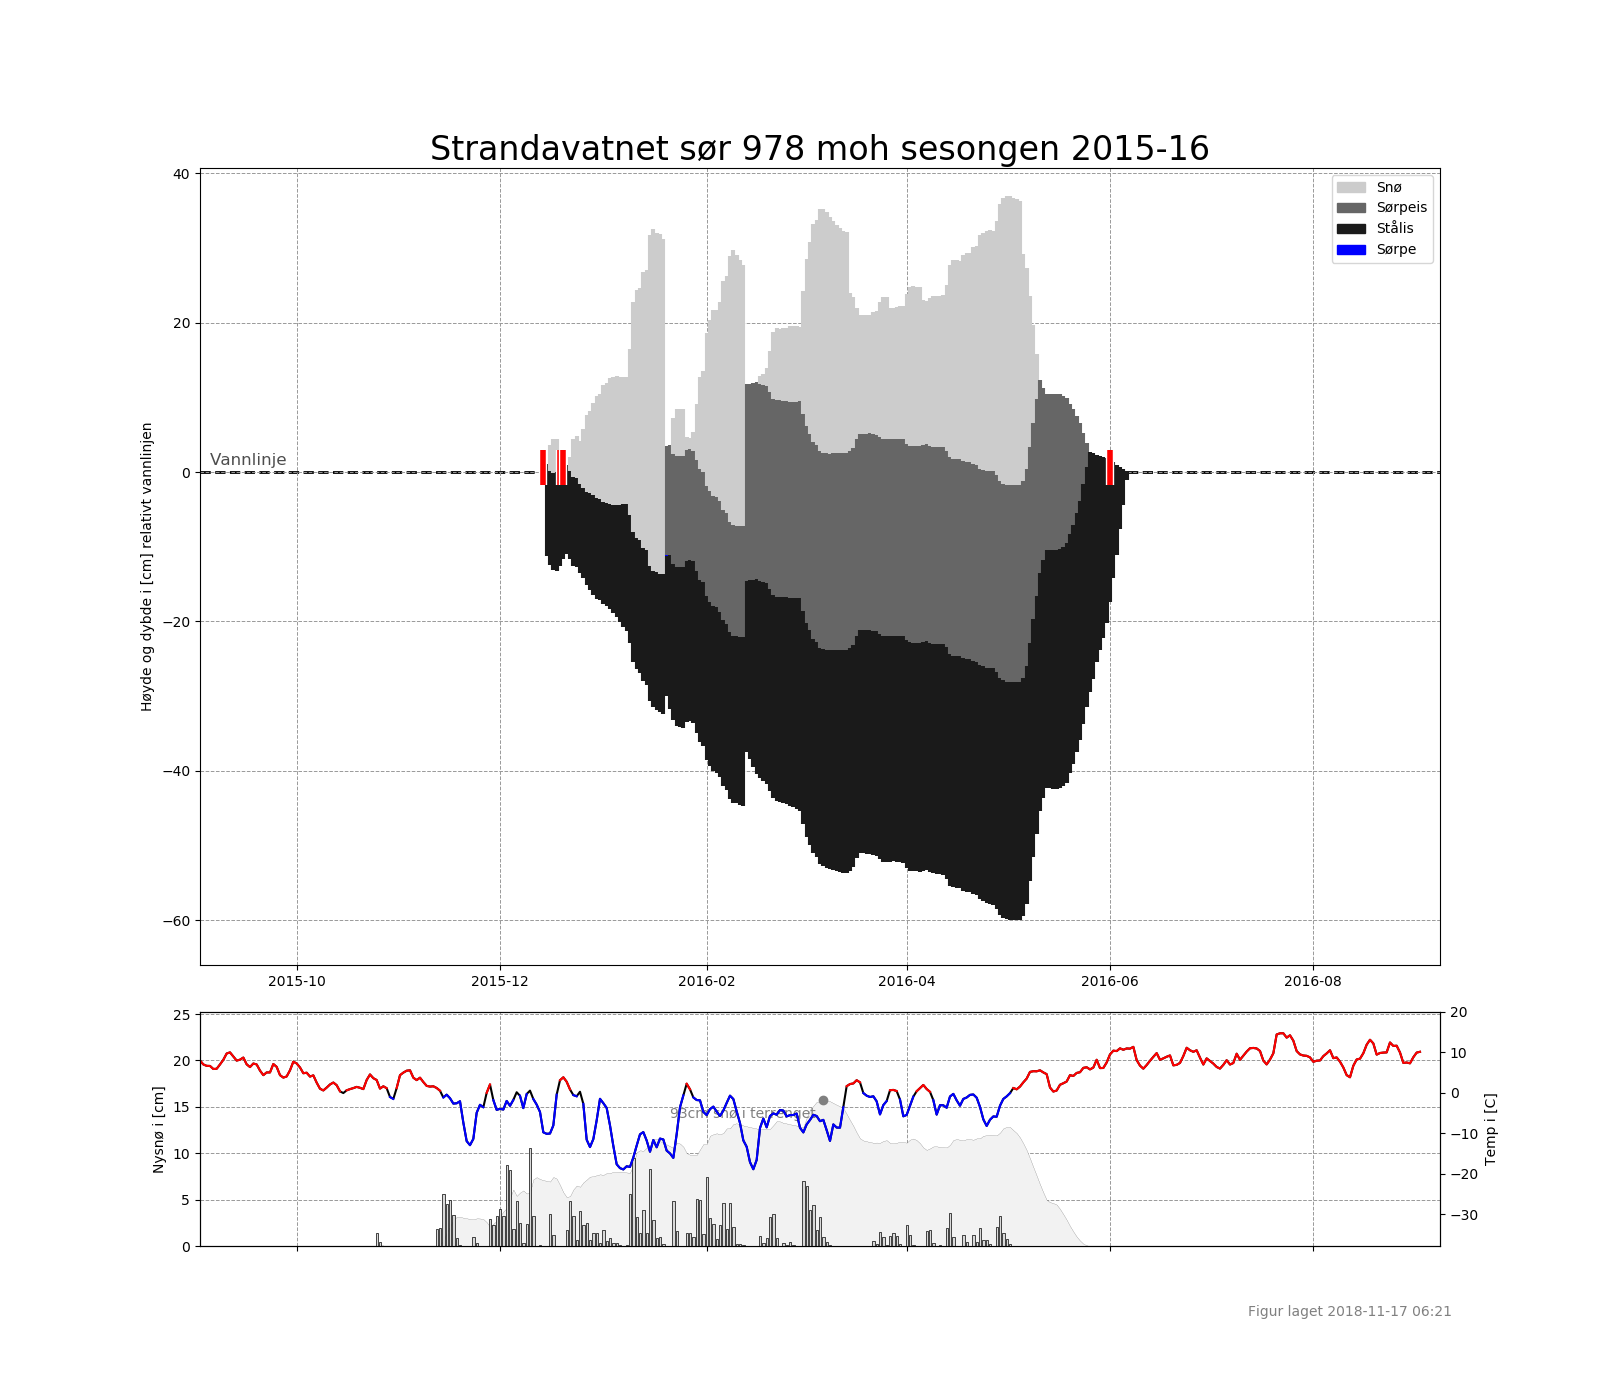 Strandavatnet sør 978 moh sesongen 2015-16
Høyde og dybde i [cm] relativt vannlinjen
40
20
0
−20
−40
−60
Vannlinje
Snø
Sørpeis
Stålis
Sørpe
2015-10
2015-12
2016-02
2016-04
2016-06
2016-08
Nysnø i [cm]
25
20
15
10
5
0
93cm snø i terrenget
20
10
0
−10
−20
−30
Temp i [C]
Figur laget 2018-11-17 06:21